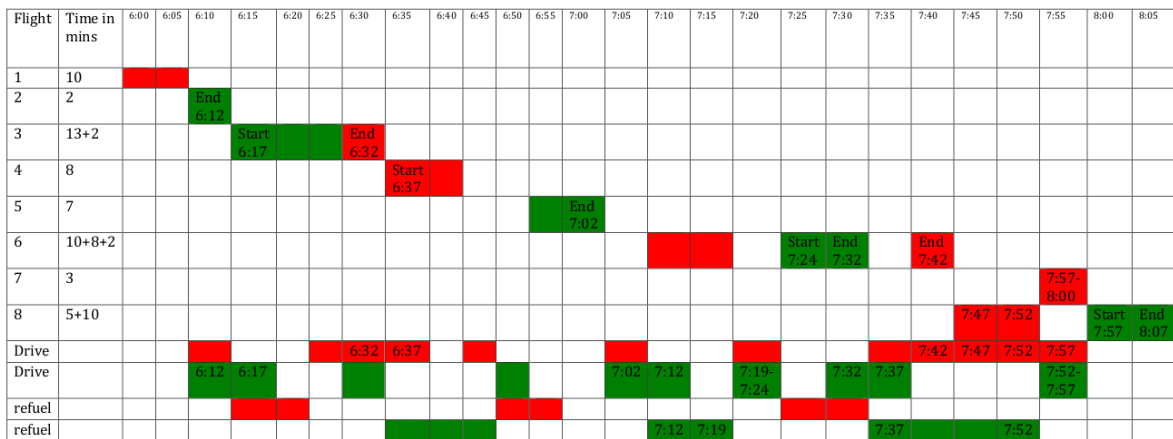 Flight Time in 6:00 6:05 6:10 6:15 6:20 6:25 6:30 6:35 6:40 6:45 6:50 6:55 7:00 7:05 7:10 7:15 7:20 7:25 7:30 7:35 7:40 7:45 7:50 7:55 8:00 8:05
mins
1 10
2 2 End
6:12
3 13+2 Start End
6:17 6:32
4 8 Start
6:37
5 7 End
7:02
6 10+8+2 Start End End
7:24 7:32 7:42
7 3 7:57-
8:00
8 5+10 7:47 7:52 Start End
7:57 8:07
Drive 6:32 6:37 7:42 7:47 7:52 7:57
Drive 6:12 6:17 7:02 7:12 7:19- 7:32 7:37 7:52-
7:24 7:57
refuel
refuel 7:12 7:19 7:37 7:52